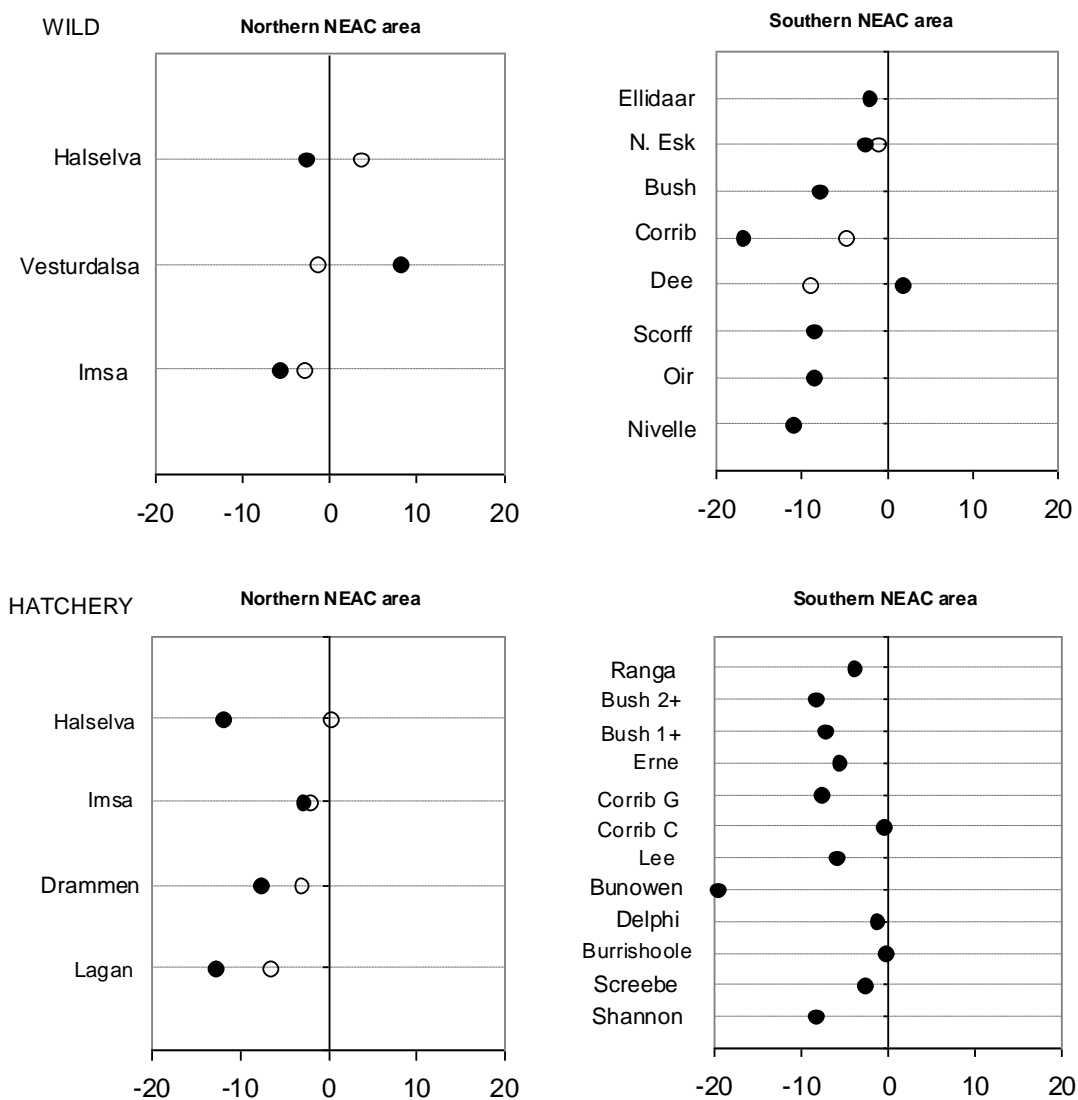 WILD
Northern NEAC area
Halselva
Vesturdalsa
Imsa
-20 -10 0 10 20
Southern NEAC area
Ellidaar
N. Esk
Bush
Corrib
Dee
Scorff
Oir
Nivelle
-20 -10 0 10 20
HATCHERY
Northern NEAC area
Halselva
Imsa
Drammen
Lagan
-20 -10 0 10 20
Southern NEAC area
Ranga
Bush 2+
Bush 1+
Erne
Corrib G
Corrib C
Lee
Bunowen
Delphi
Burrishoole
Screebe
Shannon
-20 -10 0 10 20